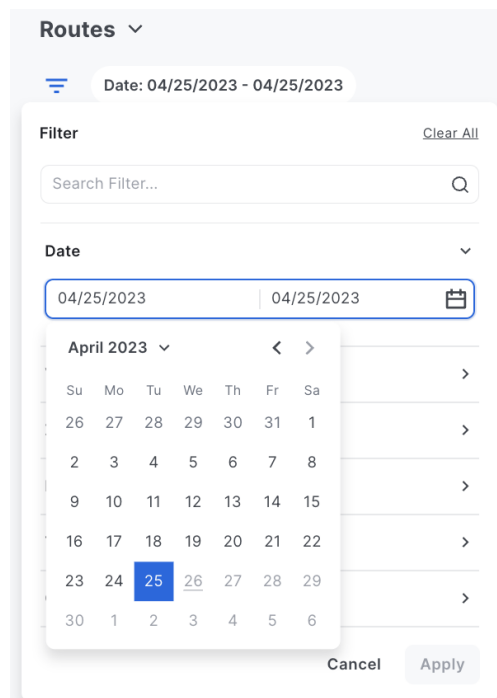 Routes
Date: 04/25/2023 - 04/25/2023
Filter
Clear All
Search Filter...
Date
04/25/2023 04/25/2023
April 2023
Su Mo Tu We Th Fr Sa
26 27 28 29 30 31 1
2 3 4 5 6 7 8
9 10 11 12 13 14 15
16 17 18 19 20 21 22
23 24 25 26 27 28 29
30 1 2 3 4 5 6
Cancel Apply